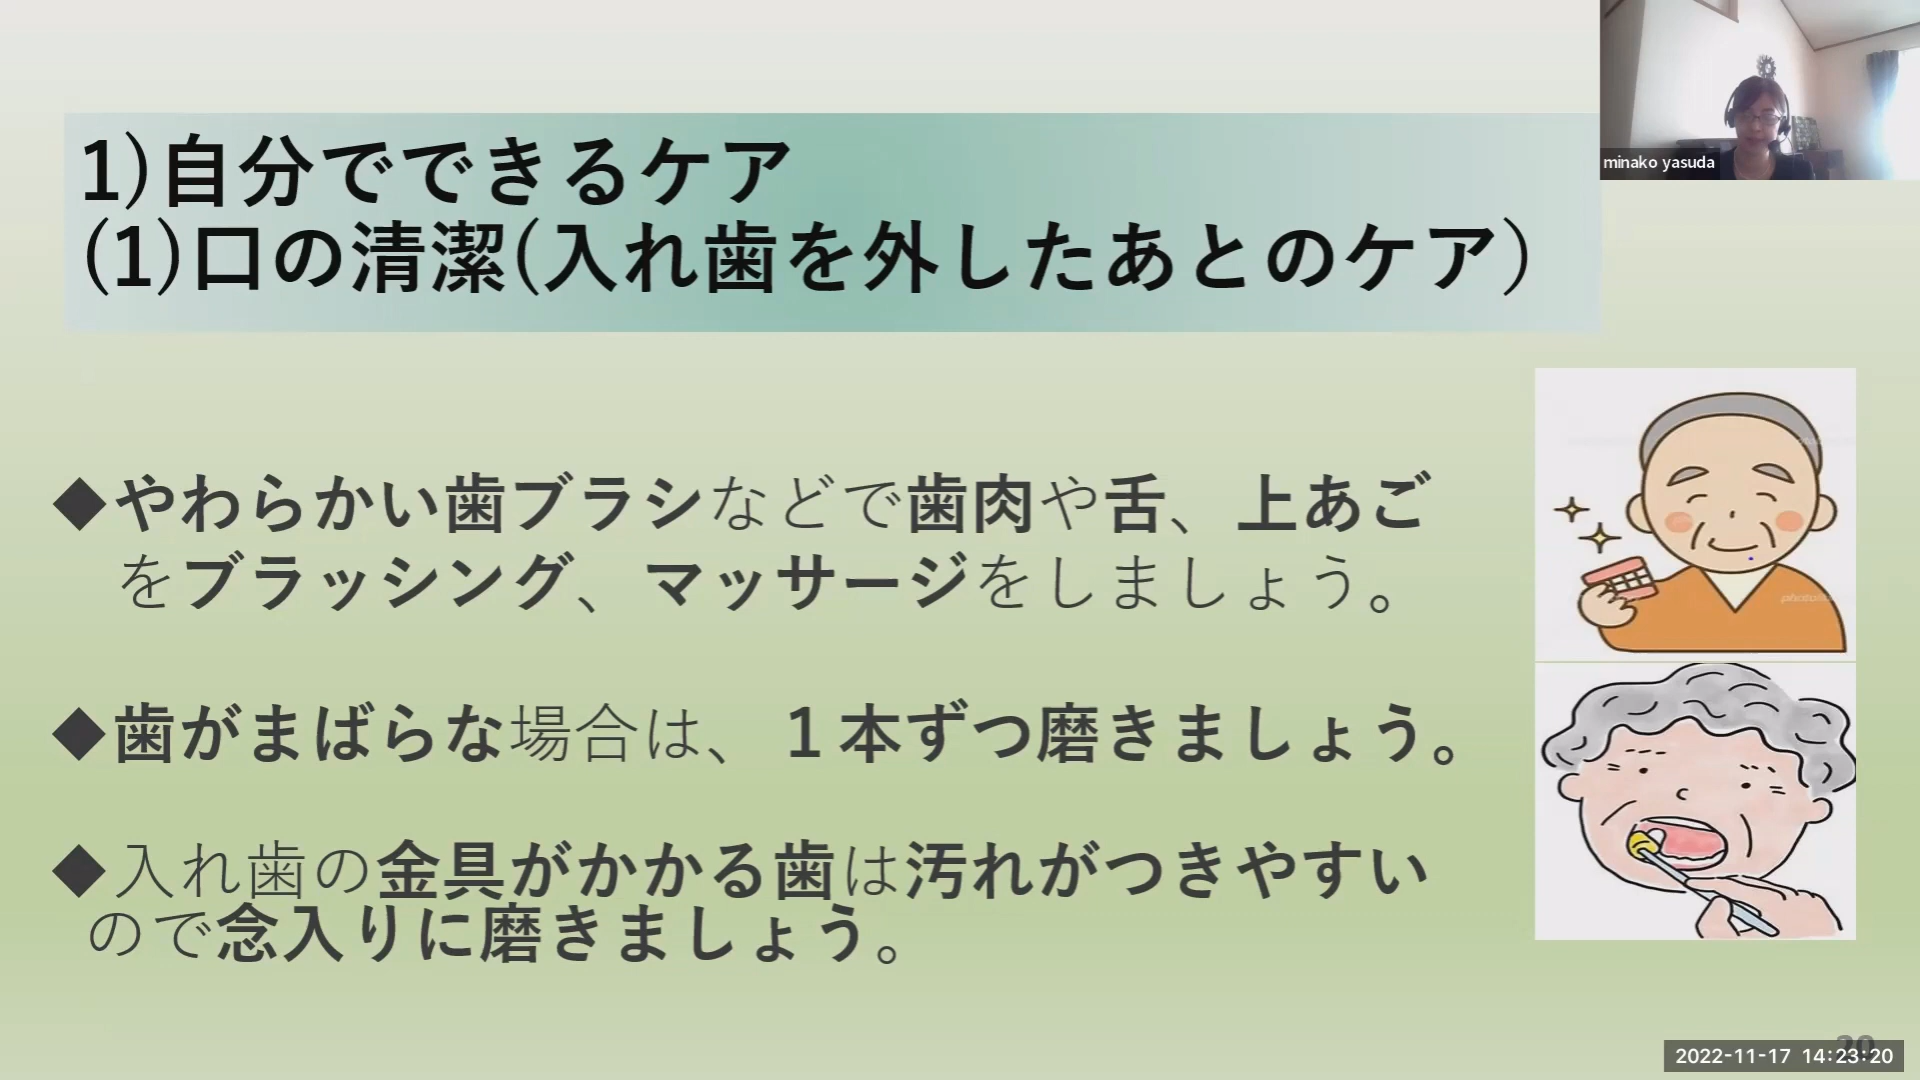 1)自分でできるケア
(1)口の清潔(入れ歯を外したあとのケア）
minako yasuda
◆やわらかい歯ブラシなどで歯肉や舌、上あご
をブラッシング、マッサージをしましょう。
◆歯がまばらな場合は、１本ずつ磨きましょう。
◆入れ歯の金具がかかる歯は汚れがつきやすい
ので念入りに磨きましょう。
20
2022-11-17 14:23:20